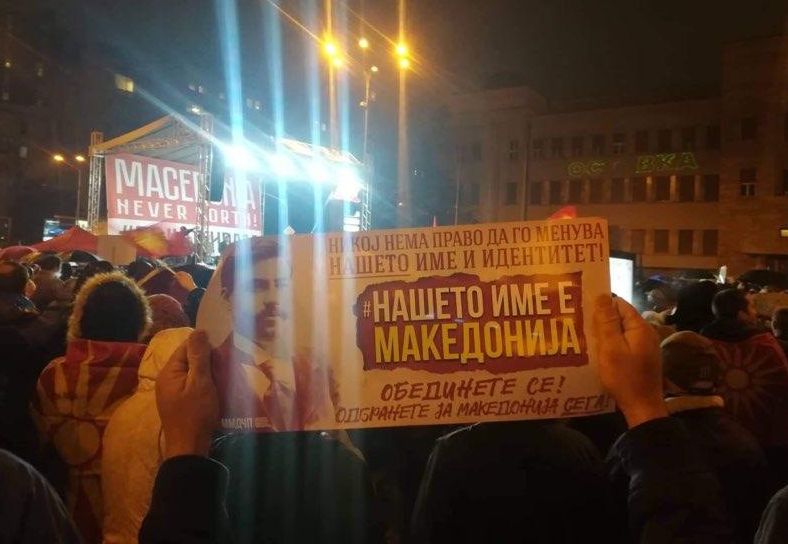 MACEDONIA
NEVER NORTH!
НИКОЈ НЕМА ПРАВО ДА ГО МЕНУВА
НАШЕТО ИМЕ И ИДЕНТИТЕТ!
#НАШЕТО ИМЕ Е
МАКЕДОНИЈА
ОБЕДИНЕТЕ СЕ!
ОДБРАНЕТЕ ЈА МАКЕДОНИЈА СЕГА!